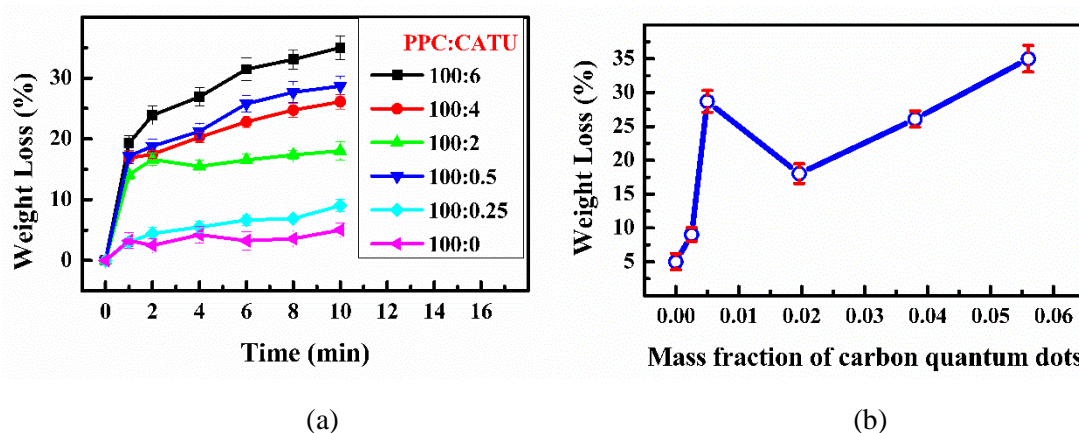 PPC:CATU
100:6
100:4
100:2
100:0.5
100:0.25
100:0
Weight Loss (%)
30
20
10
0
0 2 4 6 8 10 12 14 16
Time (min)
(a)
Weight Loss (%)
35
30
25
20
15
10
5
0.00 0.01 0.02 0.03 0.04 0.05 0.06
Mass fraction of carbon quantum dots
(b)